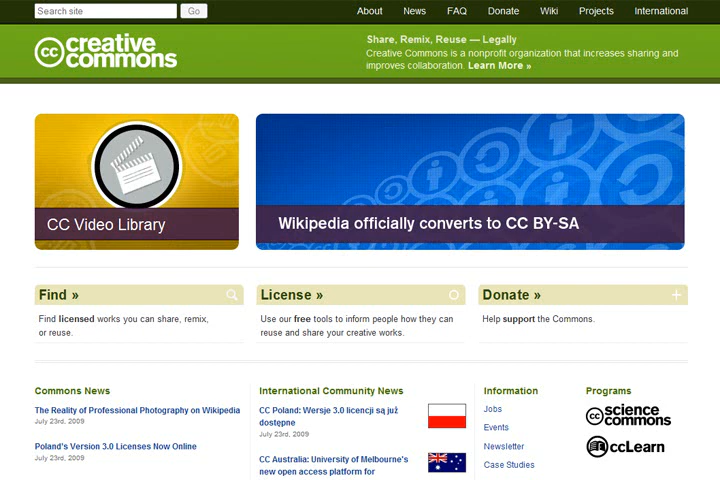 Search site
Go
About News FAQ Donate Wiki Projects International
cc creative
commons
Share, Remix, Reuse — Legally
Creative Commons is a nonprofit organization that increases sharing and
improves collaboration. Learn More »
CC Video Library
Wikipedia officially converts to CC BY-SA
Find »
Find licensed works you can share, remix,
or reuse.
License »
Use our free tools to inform people how they can
reuse and share your creative works.
Donate »
Help support the Commons.
Commons News
The Reality of Professional Photography on Wikipedia
July 23rd, 2009
Poland's Version 3.0 Licenses Now Online
July 23rd, 2009
International Community News
CC Poland: Wersje 3.0 licencji są już
dostępne
July 23rd, 2009
CC Australia: University of Melbourne's
new open access platform for
Information
Jobs
Events
Newsletter
Case Studies
Programs
cc science
commons
cc ccLearn